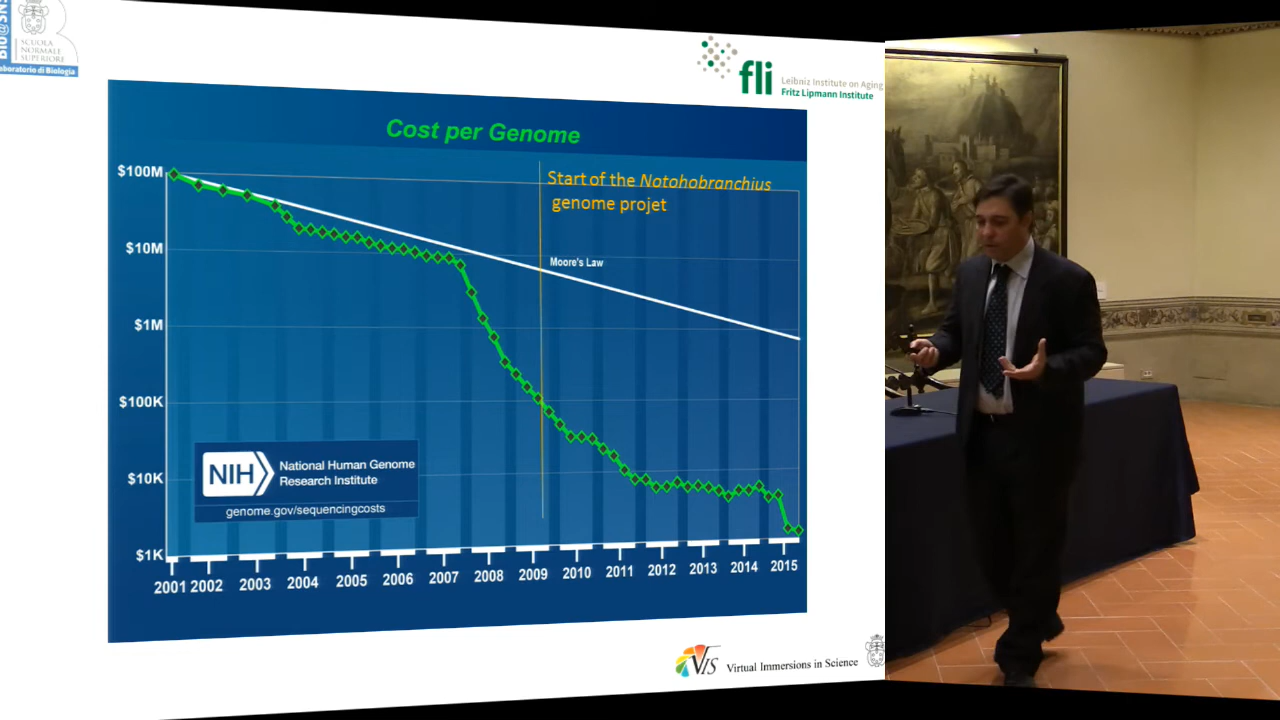 BIO@SNS
SCUOLA
NORMALE
SUPERIORE
aboratorio di Biologia
fli
Leibniz Institute on Aging
Fritz Lipmann Institute
Cost per Genome
$100M
$10M
$1M
$100K
$10K
$1K
Start of the Notohobranchius
genome projet
Moore's Law
NIH
National Human Genome
Research Institute
genome.gov/sequencingcosts
2001 2002 2003 2004 2005 2006 2007 2008 2009 2010 2011 2012 2013 2014 2015
VIS
Virtual Immersions in Science